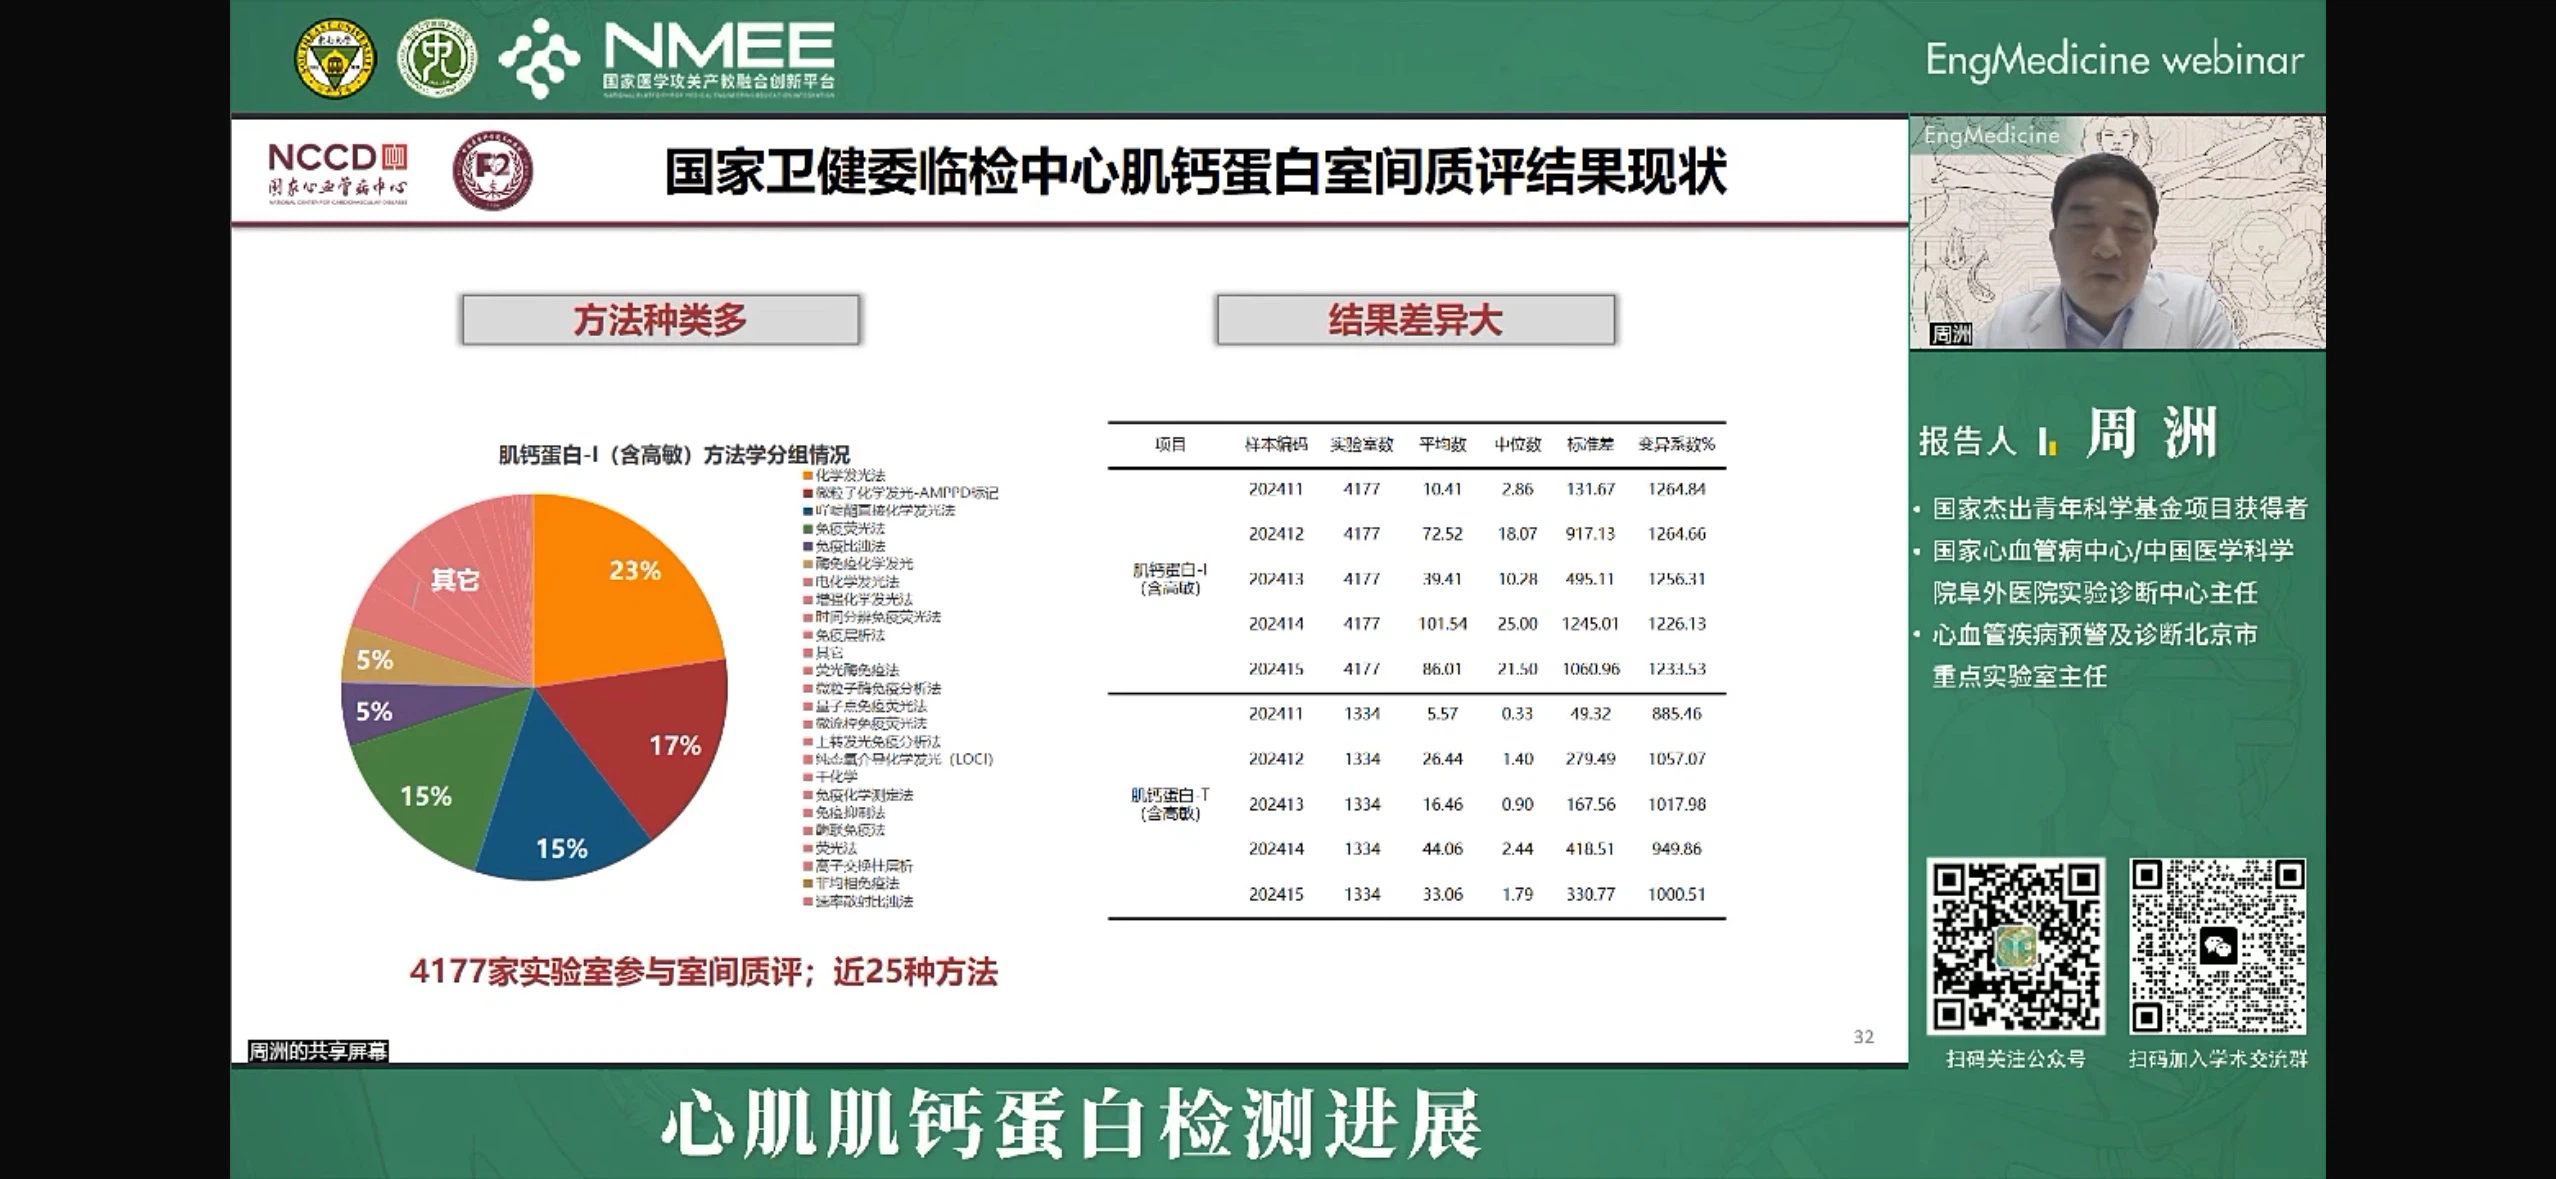 NMEE
国家医学攻关产教融合创新平台
EngMedicine webinar
NCCD
国家心血管病中心
NATIONAL CENTER FOR CARDIOVASCULAR DISEASES
国家卫健委临检中心肌钙蛋白室间质评结果现状
方法种类多
结果差异大
肌钙蛋白-I（含高敏）方法学分组情况
23%
17%
15%
15%
5%
5%
其它
化学发光法
微粒子化学发光-AMPPD标记
吖啶酯直接化学发光法
免疫荧光法
免疫比浊法
酶免疫化学发光
电化学发光法
增强化学发光法
时间分辨免疫荧光法
免疫层析法
其它
荧光酶免疫法
微粒子酶免疫分析法
量子点免疫荧光法
微流控免疫荧光法
上转发光免疫分析法
纯态氧介导化学发光（LOCI）
干化学
免疫化学测定法
免疫抑制法
酶联免疫法
荧光法
离子交换柱层析
非均相免疫法
速率散射比浊法
4177家实验室参与室间质评；近25种方法
项目 样本编码 实验室数 平均数 中位数 标准差 变异系数%
肌钙蛋白-I
（含高敏）
202411 4177 10.41 2.86 131.67 1264.84
202412 4177 72.52 18.07 917.13 1264.66
202413 4177 39.41 10.28 495.11 1256.31
202414 4177 101.54 25.00 1245.01 1226.13
202415 4177 86.01 21.50 1060.96 1233.53
肌钙蛋白-T
（含高敏）
202411 1334 5.57 0.33 49.32 885.46
202412 1334 26.44 1.40 279.49 1057.07
202413 1334 16.46 0.90 167.56 1017.98
202414 1334 44.06 2.44 418.51 949.86
202415 1334 33.06 1.79 330.77 1000.51
32
周洲的共享屏幕
EngMedicine
周洲
报告人 周洲
• 国家杰出青年科学基金项目获得者
• 国家心血管病中心/中国医学科学
院阜外医院实验诊断中心主任
• 心血管疾病预警及诊断北京市
重点实验室主任
扫码关注公众号
扫码加入学术交流群
心肌肌钙蛋白检测进展